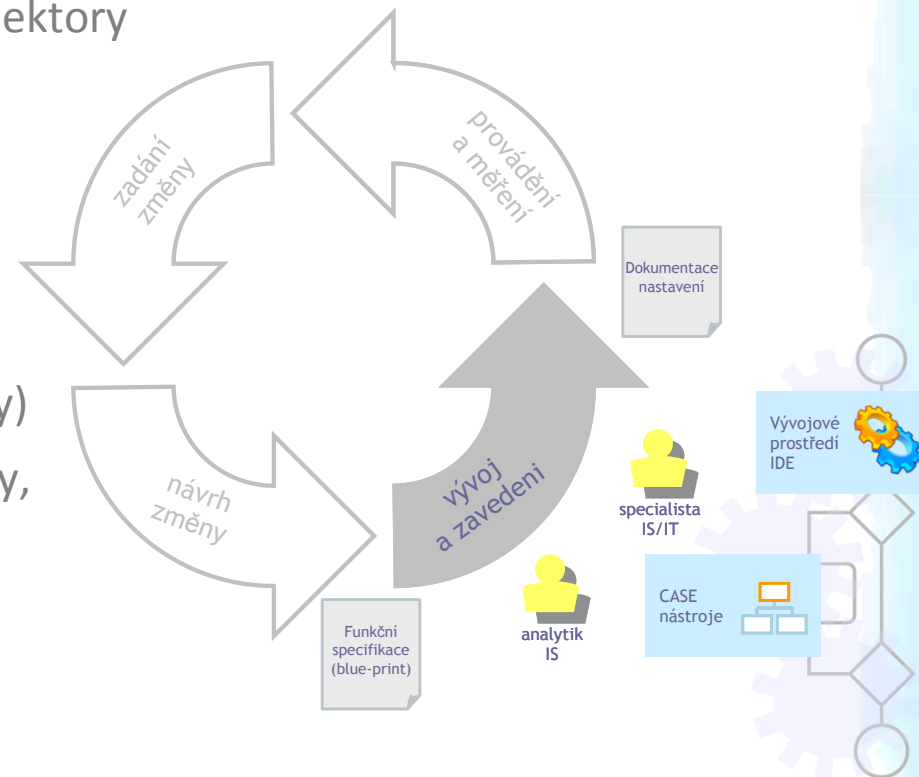 ektory
zadání
změny
provádění
a měření
Dokumentace
nastavení
y)
y,
návrh
změny
vývoj
a zavedeni
specialista
IS/IT
Vývojové
prostředí
IDE
Funkční
specifikace
(blue-print)
analytik
IS
CASE
nástroje